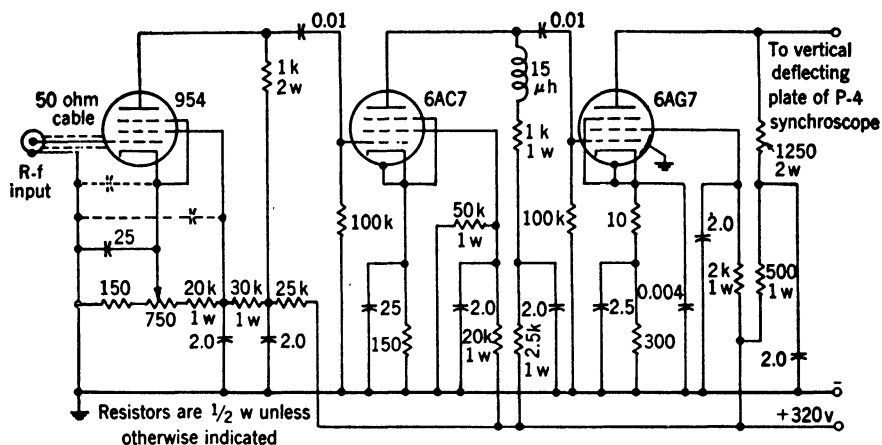 0.01
0.01
1k
2w
15
μh
To vertical
deflecting
plate of P-4
synchroscope
50 ohm
cable
954
6AC7
6AG7
R-f
input
1k
1w
1250
2w
100k
50k
1w
100k
10
2.0
25
150
20k
1w
30k
1w
25k
750
2.0
2.0
25
150
2.0
20k
1w
2.0
2.5k
1w
2.5
0.004
300
2k
1w
500
1w
2.0
Resistors are 1/2 w unless
otherwise indicated
−
+320v